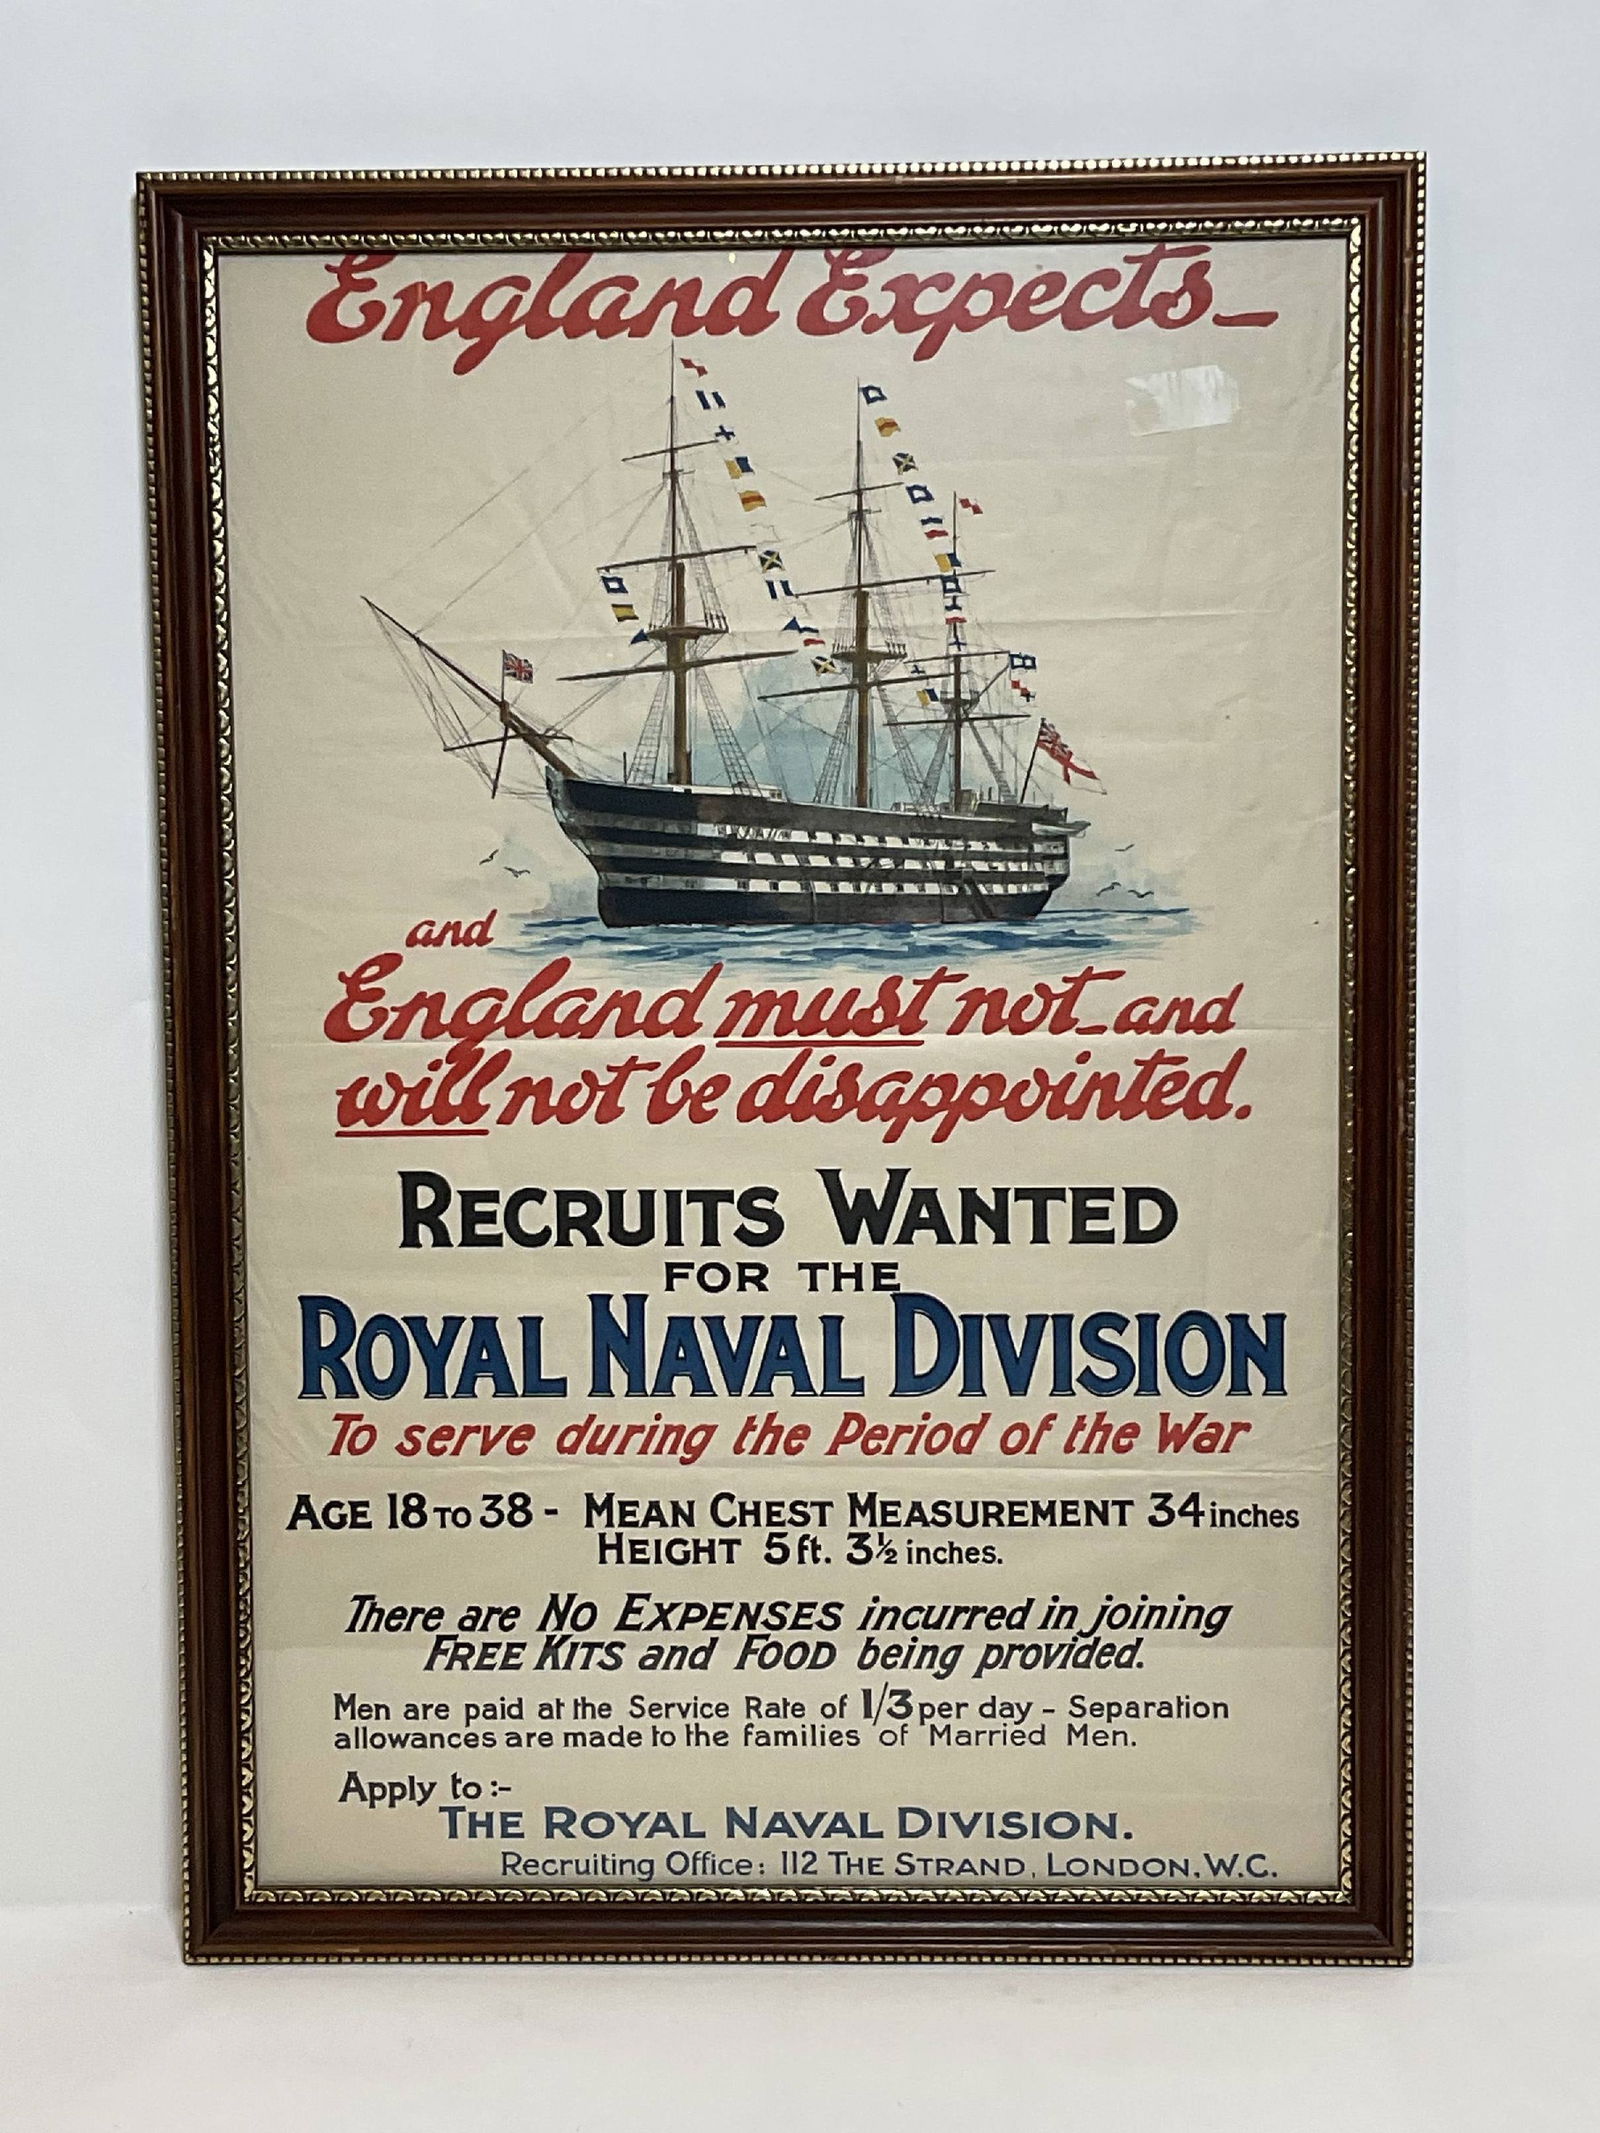 England Expects_
and
England must not_and
will not be disappointed.
RECRUITS WANTED
FOR THE
ROYAL NAVAL DIVISION
To serve during the Period of the War
AGE 18 TO 38 - MEAN CHEST MEASUREMENT 34 inches
HEIGHT 5 ft. 3½ inches.
There are NO EXPENSES incurred in joining
FREE KITS and FOOD being provided.
Men are paid at the Service Rate of 1/3 per day - Separation
allowances are made to the families of Married Men.
Apply to :-
THE ROYAL NAVAL DIVISION.
Recruiting Office: 112 THE STRAND, LONDON, W.C.